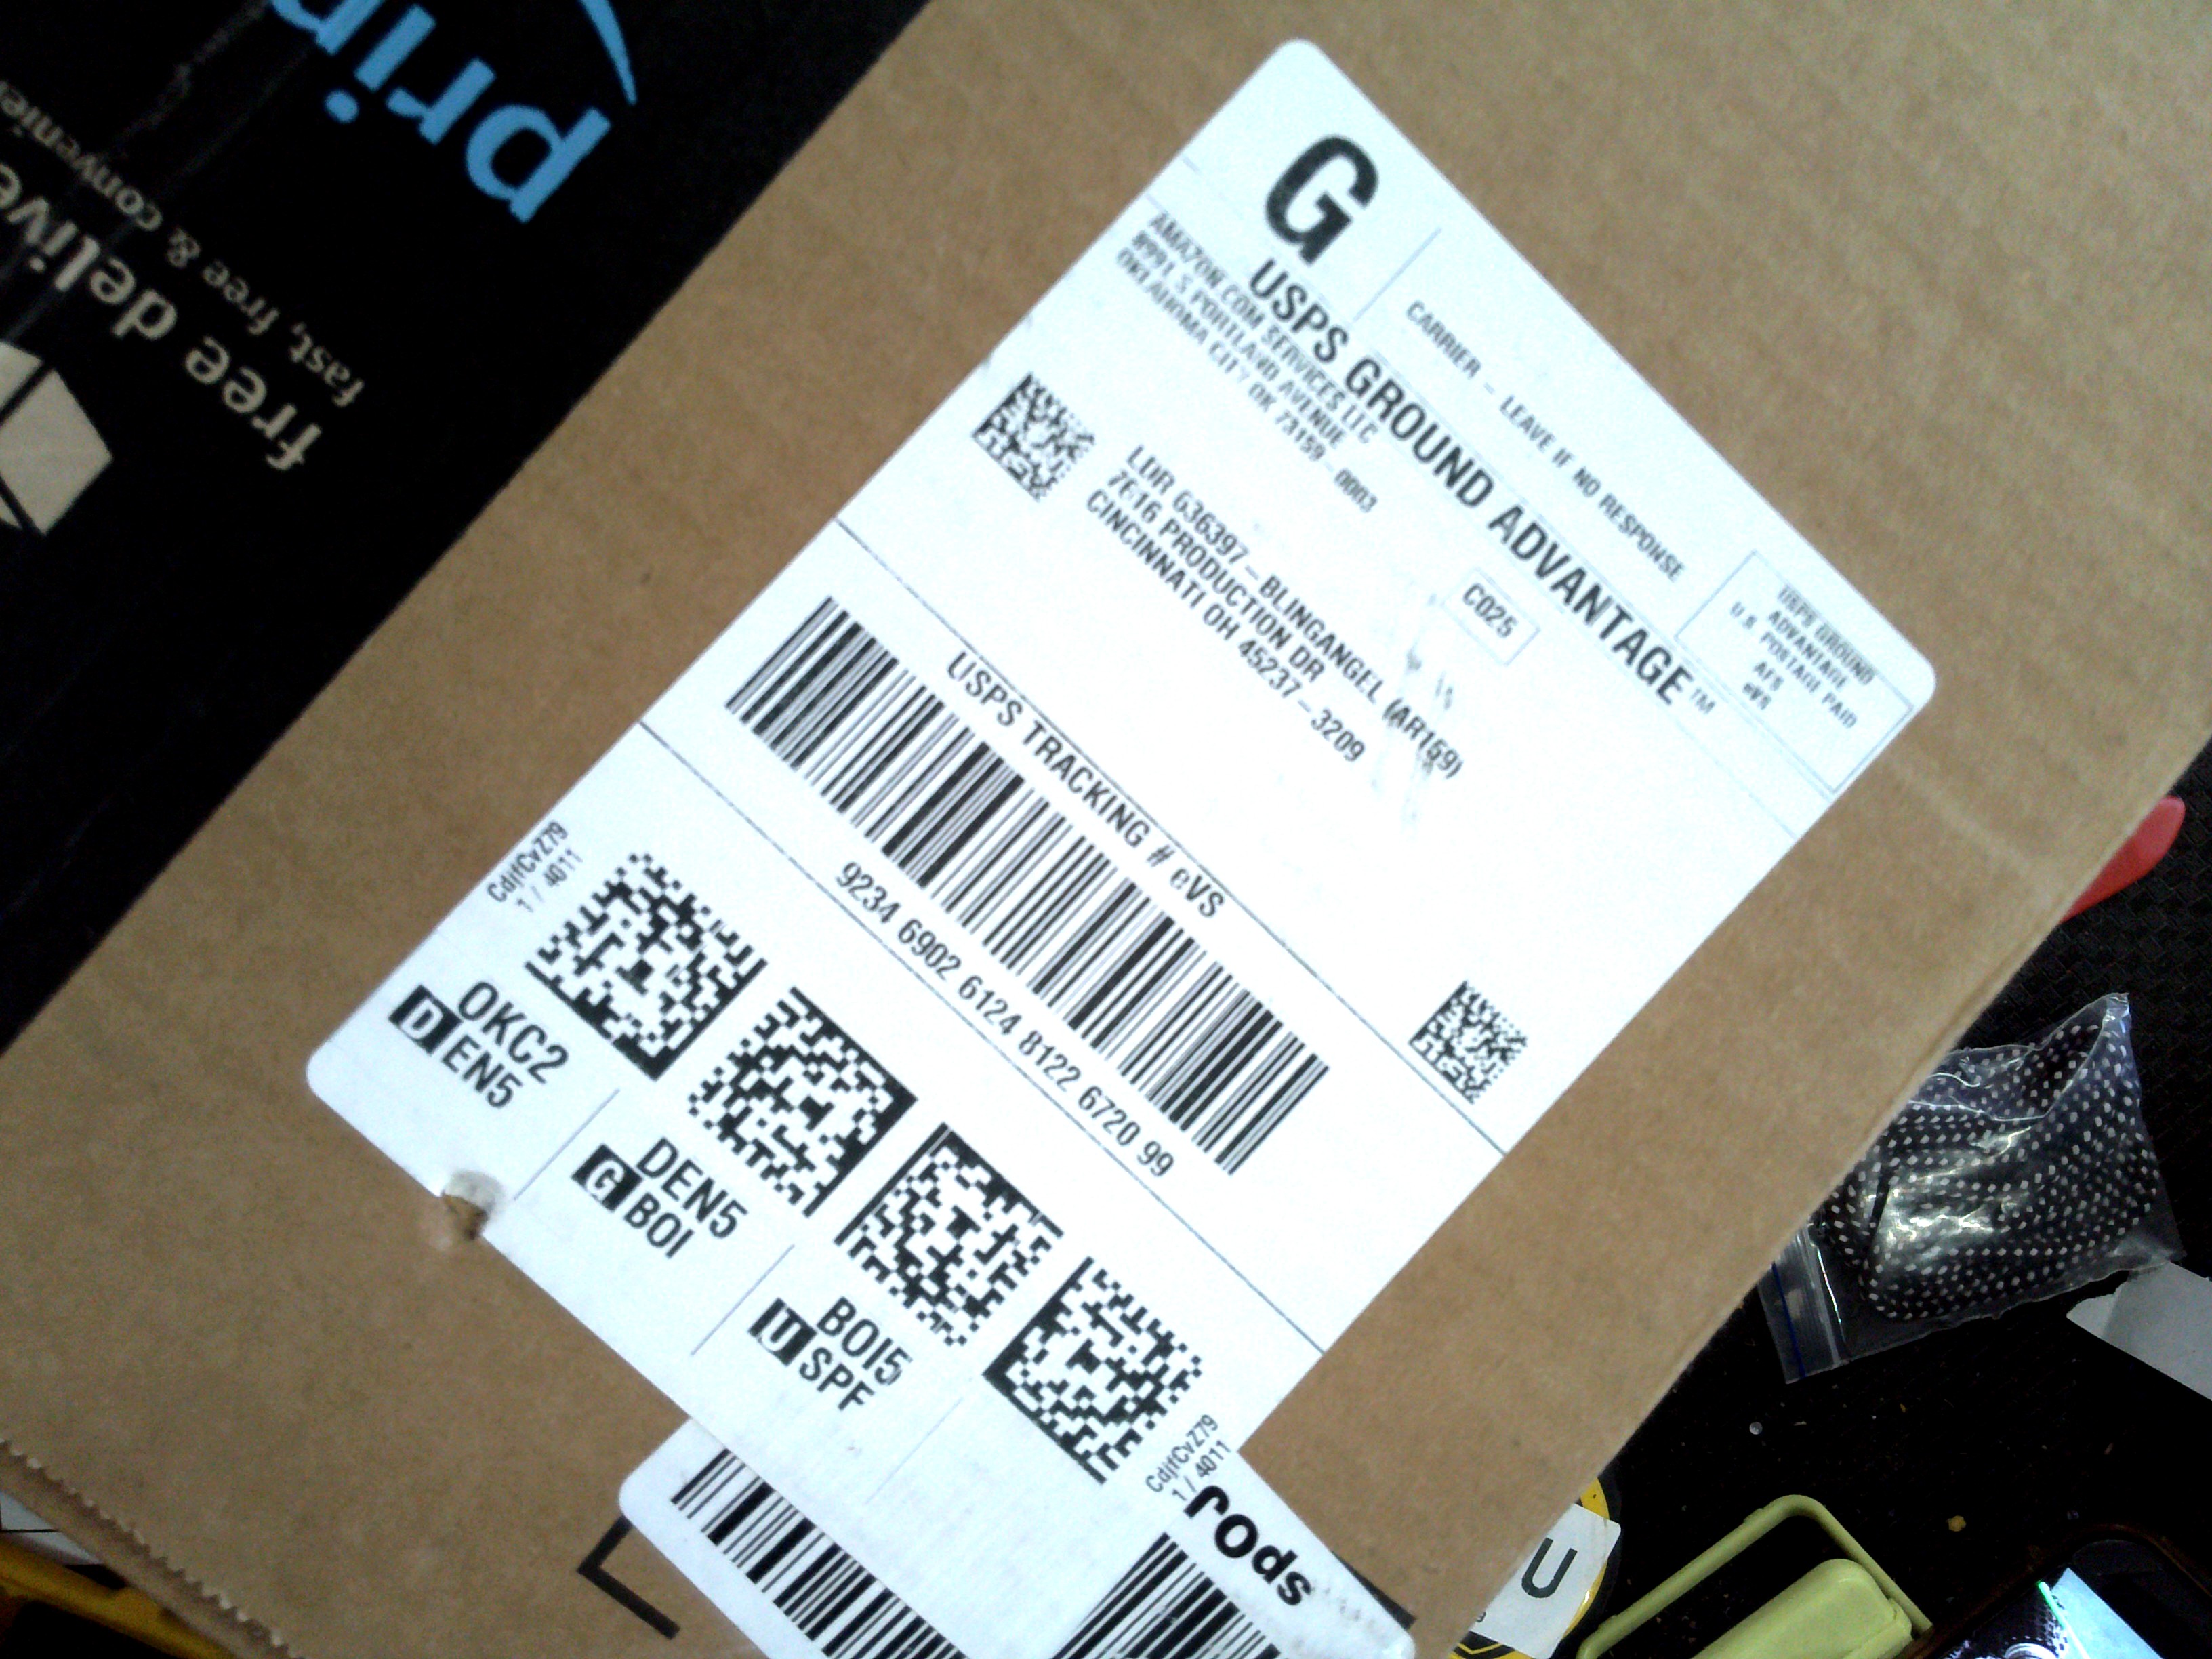 prim
free delive
fast, free & convenien
G
CARRIER – LEAVE IF NO RESPONSE
USPS GROUND
ADVANTAGE
U.S. POSTAGE PAID
AFS
eVS
USPS GROUND ADVANTAGE™
AMAZON.COM SERVICES LLC
8991 S PORTLAND AVENUE
OKLAHOMA CITY OK 73159-0003
C025
LDR 636397 – BLINGANGEL (AR159)
7616 PRODUCTION DR
CINCINNATI OH 45237-3209
USPS TRACKING # eVS
9234 6902 6124 8122 6720 99
CdjfCvZ79
1 / 4011
OKC2
D EN5
DEN5
G BOI
BOI5
U SPF
CdjfCvZ79
1 / 4011
rods
U